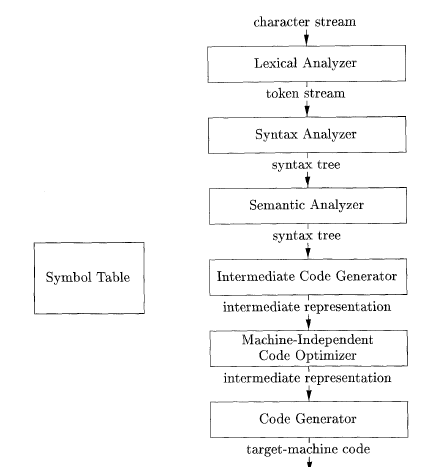 character stream
Lexical Analyzer
token stream
Syntax Analyzer
syntax tree
Semantic Analyzer
syntax tree
Symbol Table
Intermediate Code Generator
intermediate representation
Machine-Independent
Code Optimizer
intermediate representation
Code Generator
target-machine code